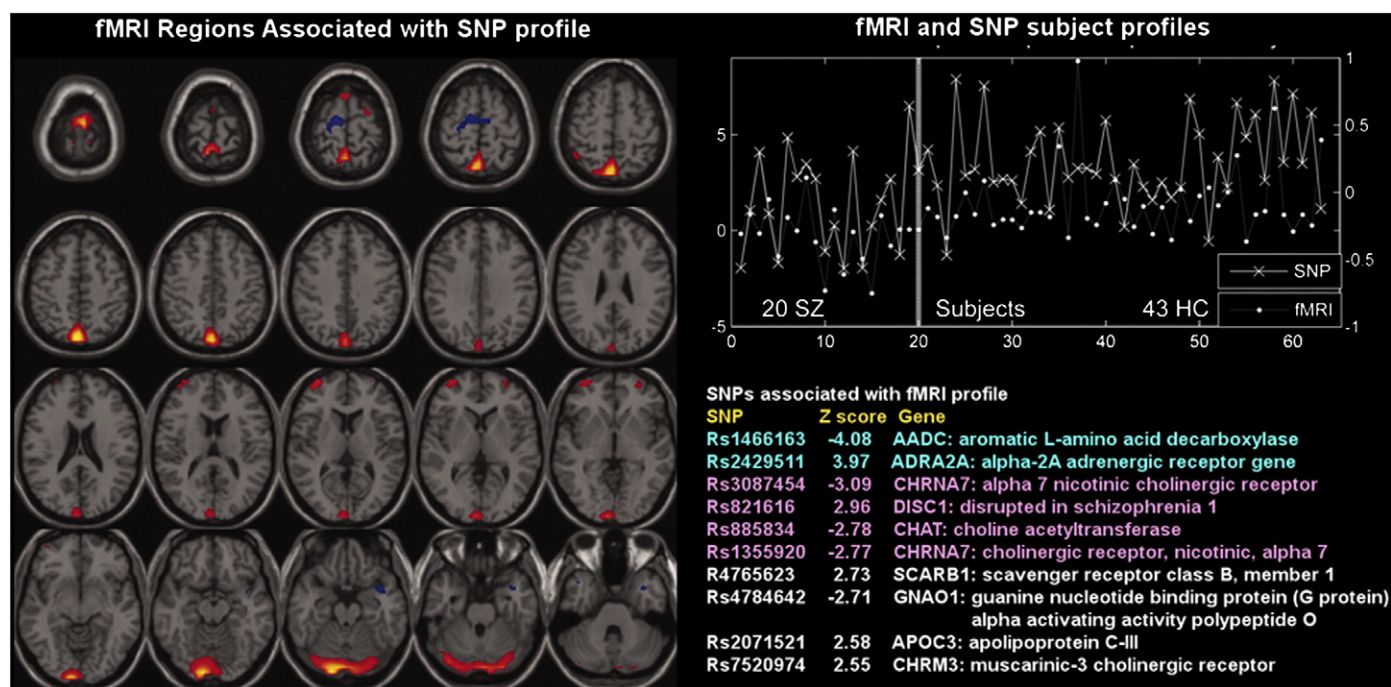 fMRI Regions Associated with SNP profile
fMRI and SNP subject profiles
5
0
-5
1
0.5
0
-0.5
-1
SNP
fMRI
20 SZ
Subjects
43 HC
0 10 20 30 40 50 60
SNPs associated with fMRI profile
SNP Z score Gene
Rs1466163 -4.08 AADC: aromatic L-amino acid decarboxylase
Rs2429511 3.97 ADRA2A: alpha-2A adrenergic receptor gene
Rs3087454 -3.09 CHRNA7: alpha 7 nicotinic cholinergic receptor
Rs821616 2.96 DISC1: disrupted in schizophrenia 1
Rs885834 -2.78 CHAT: choline acetyltransferase
Rs1355920 -2.77 CHRNA7: cholinergic receptor, nicotinic, alpha 7
R4765623 2.73 SCARB1: scavenger receptor class B, member 1
Rs4784642 -2.71 GNAO1: guanine nucleotide binding protein (G protein)
alpha activating activity polypeptide O
Rs2071521 2.58 APOC3: apolipoprotein C-III
Rs7520974 2.55 CHRM3: muscarinic-3 cholinergic receptor